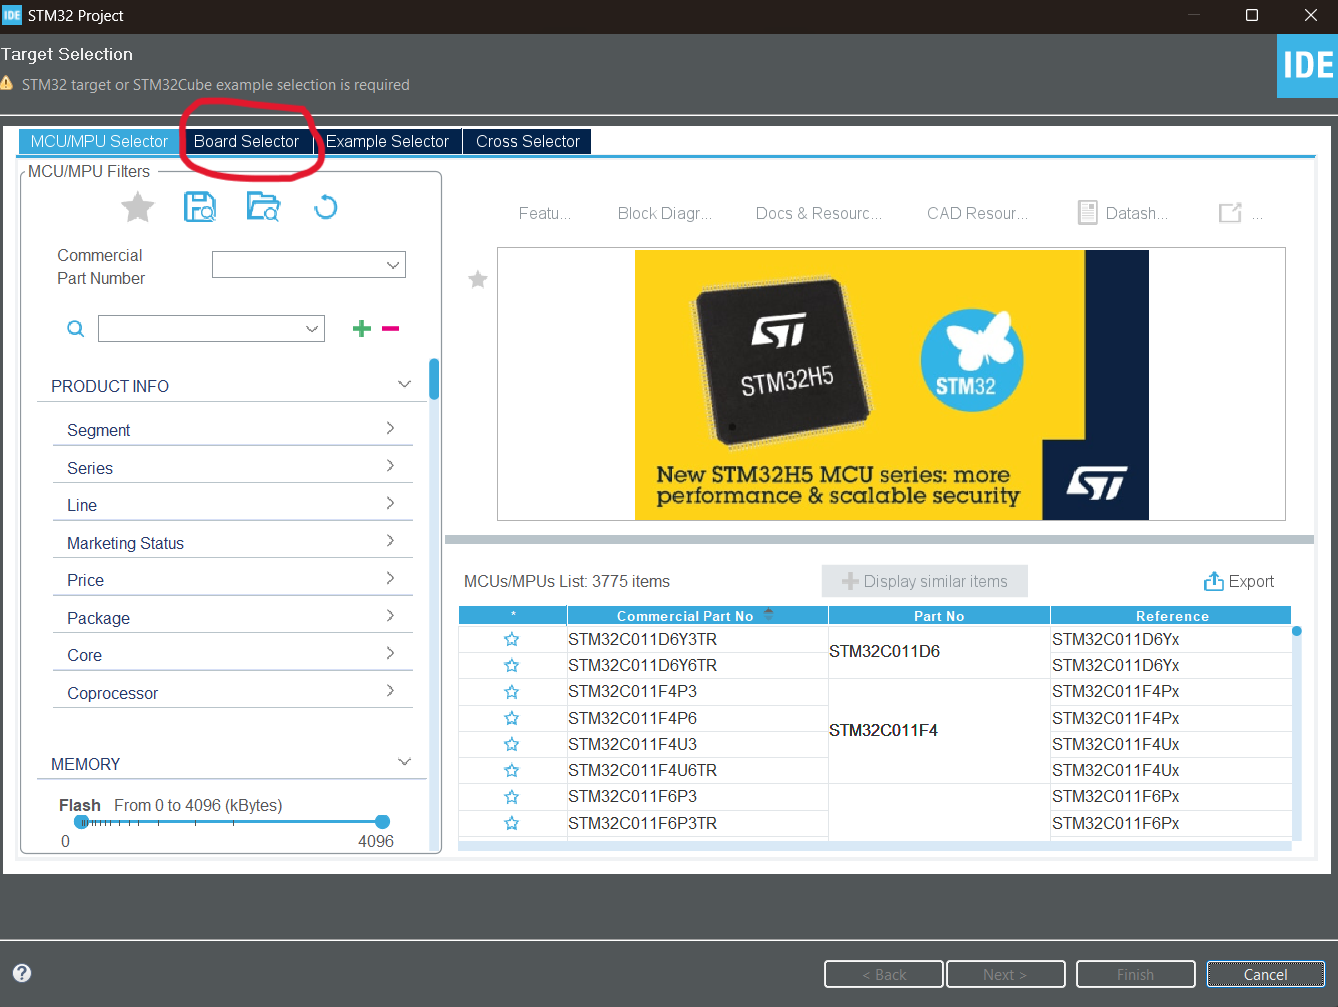 IDE STM32 Project
Target Selection
STM32 target or STM32Cube example selection is required
IDE
MCU/MPU Selector Board Selector Example Selector Cross Selector
MCU/MPU Filters
Featu... Block Diagr... Docs & Resourc... CAD Resour... Datash... ...
Commercial
Part Number
PRODUCT INFO
Segment
Series
Line
Marketing Status
Price
Package
Core
Coprocessor
MEMORY
Flash From 0 to 4096 (kBytes)
0 4096
ST
STM32H5
STM32
New STM32H5 MCU series: more
performance & scalable security
ST
MCUs/MPUs List: 3775 items Display similar items Export
* Commercial Part No Part No Reference
STM32C011D6Y3TR STM32C011D6 STM32C011D6Yx
STM32C011D6Y6TR STM32C011D6Yx
STM32C011F4P3 STM32C011F4 STM32C011F4Px
STM32C011F4P6 STM32C011F4Px
STM32C011F4U3 STM32C011F4Ux
STM32C011F4U6TR STM32C011F4Ux
STM32C011F6P3 STM32C011F6Px
STM32C011F6P3TR STM32C011F6Px
? < Back Next > Finish Cancel